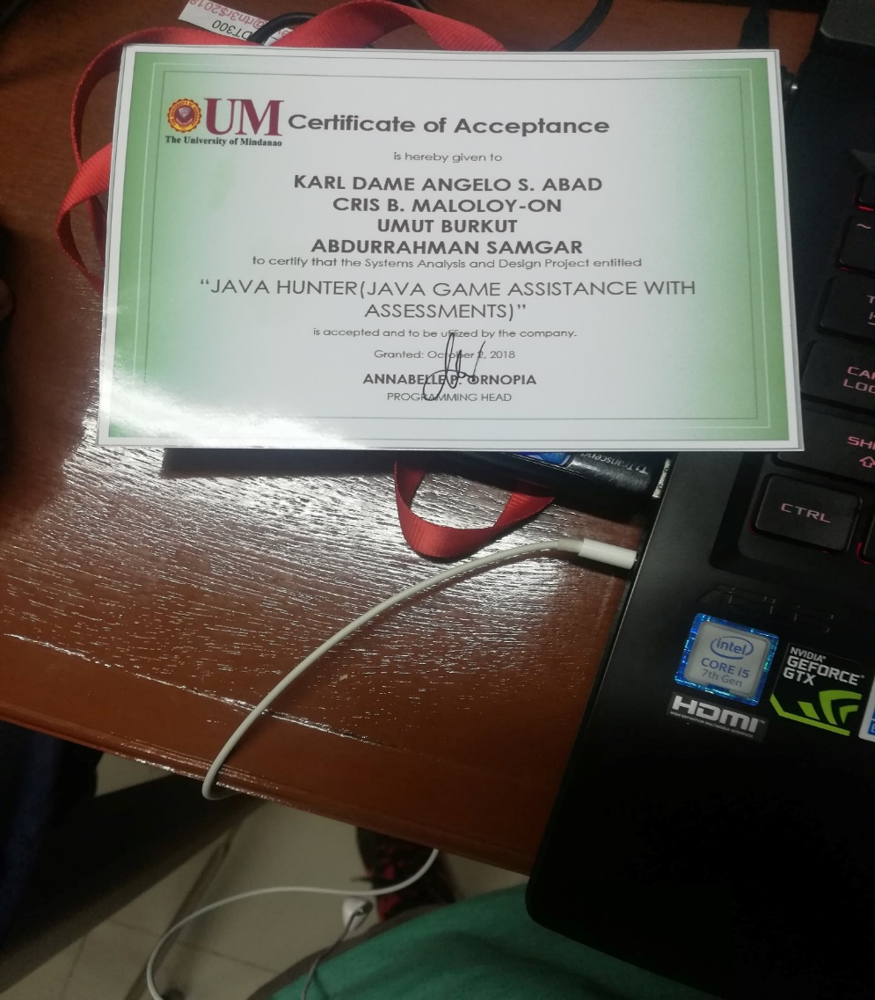 DT300
@rtn3r$2018
UM
The University of Mindanao
Certificate of Acceptance
is hereby given to
KARL DAME ANGELO S. ABAD
CRIS B. MALOLOY-ON
UMUT BURKUT
ABDURRAHMAN SAMGAR
to certify that the Systems Analysis and Design Project entitled
“JAVA HUNTER(JAVA GAME ASSISTANCE WITH
ASSESSMENTS)”
is accepted and to be utilized by the company.
Granted: October 2, 2018
ANNABELLE P. ORNOPIA
PROGRAMMING HEAD
Transcend
~
CTRL
intel
CORE i5
7th Gen
HDMI
NVIDIA
GEFORCE
GTX